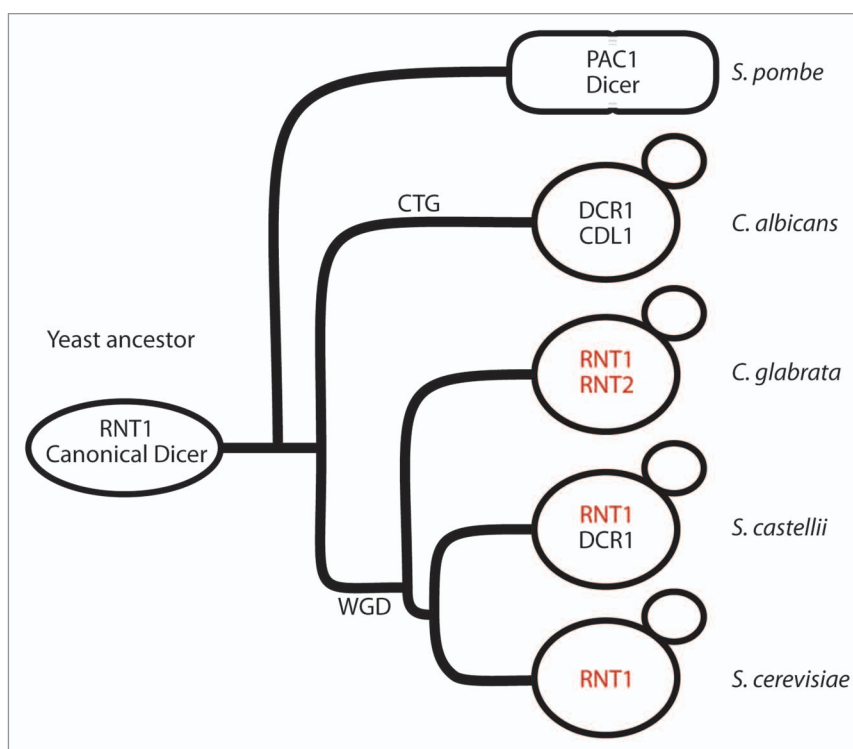 PAC1
Dicer
S. pombe
CTG
DCR1
CDL1
C. albicans
Yeast ancestor
RNT1
RNT2
C. glabrata
RNT1
Canonical Dicer
RNT1
DCR1
S. castellii
WGD
RNT1
S. cerevisiae